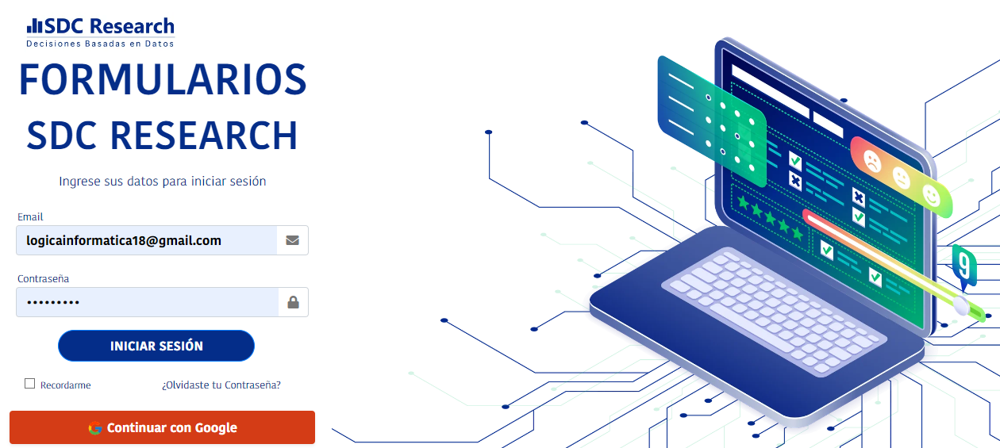 SDC Research
Decisiones Basadas en Datos
FORMULARIOS
SDC RESEARCH
Ingrese sus datos para iniciar sesión
Email
logicainformatica18@gmail.com
Contraseña
•••••••••
INICIAR SESIÓN
Recordarme ¿Olvidaste tu Contraseña?
Continuar con Google
9